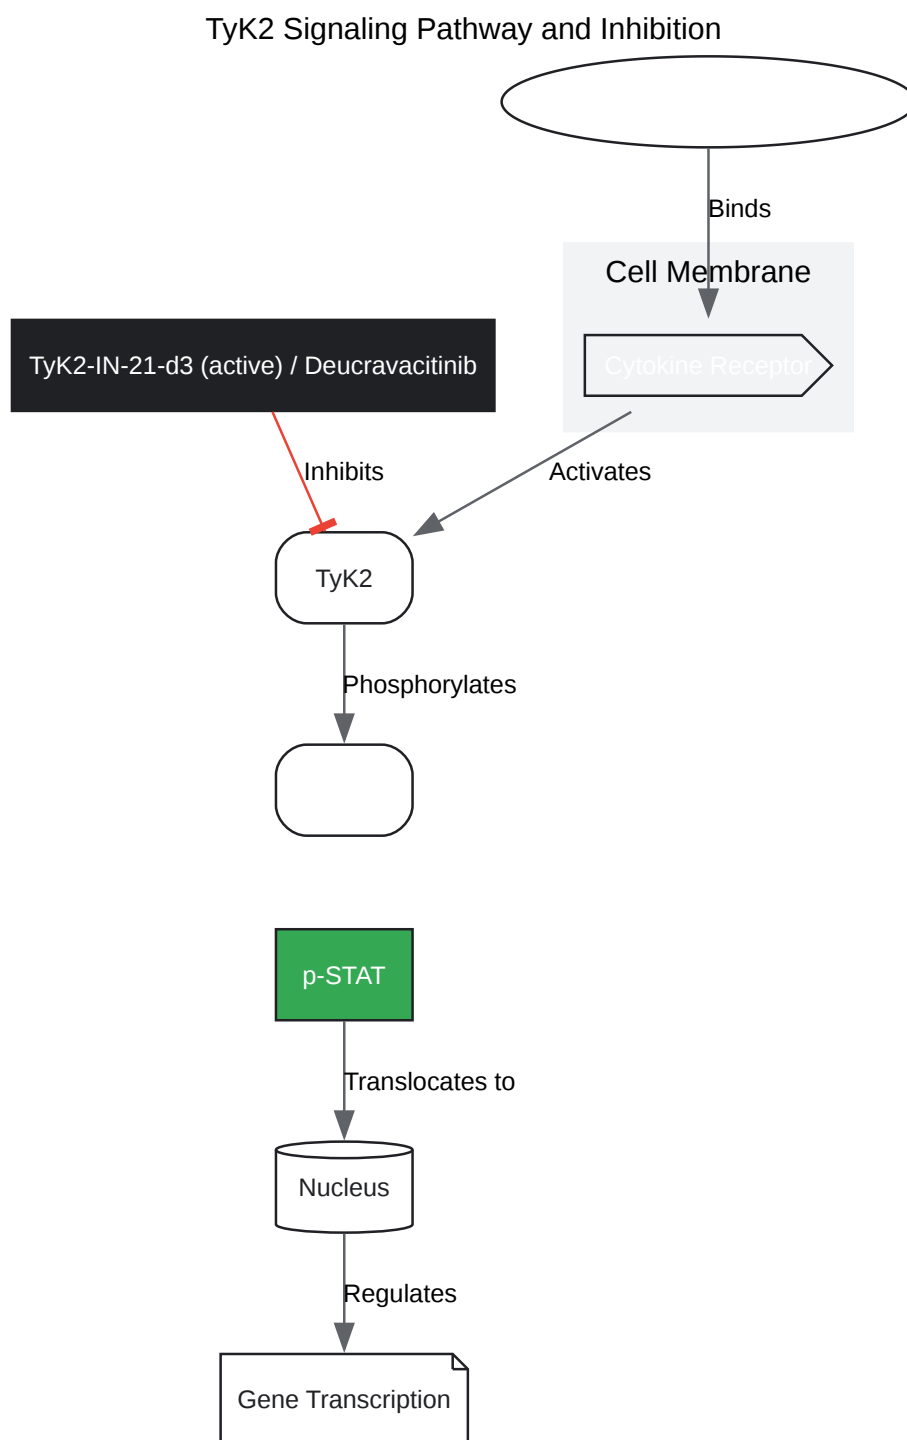 TyK2 Signaling Pathway and Inhibition
Binds
Cell Membrane
Cytokine Receptor
TyK2-IN-21-d3 (active) / Deucravacitinib
Inhibits
Activates
TyK2
Phosphorylates
p-STAT
Translocates to
Nucleus
Regulates
Gene Transcription